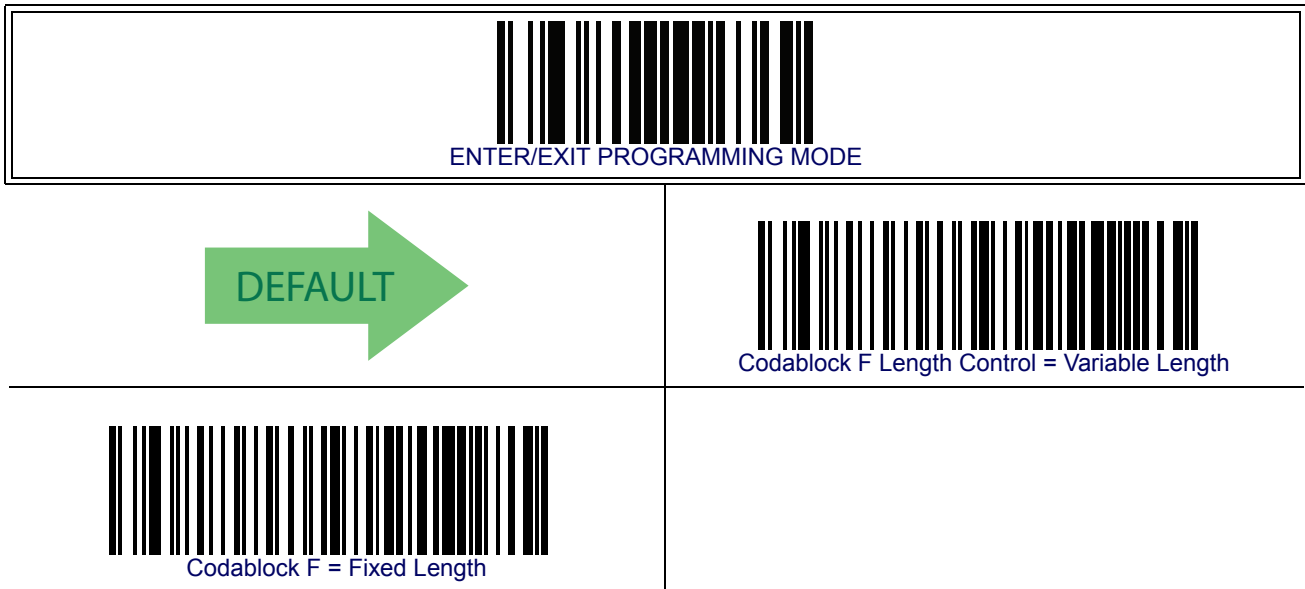 ENTER/EXIT PROGRAMMING MODE
DEFAULT
Codablock F Length Control = Variable Length
Codablock F = Fixed Length